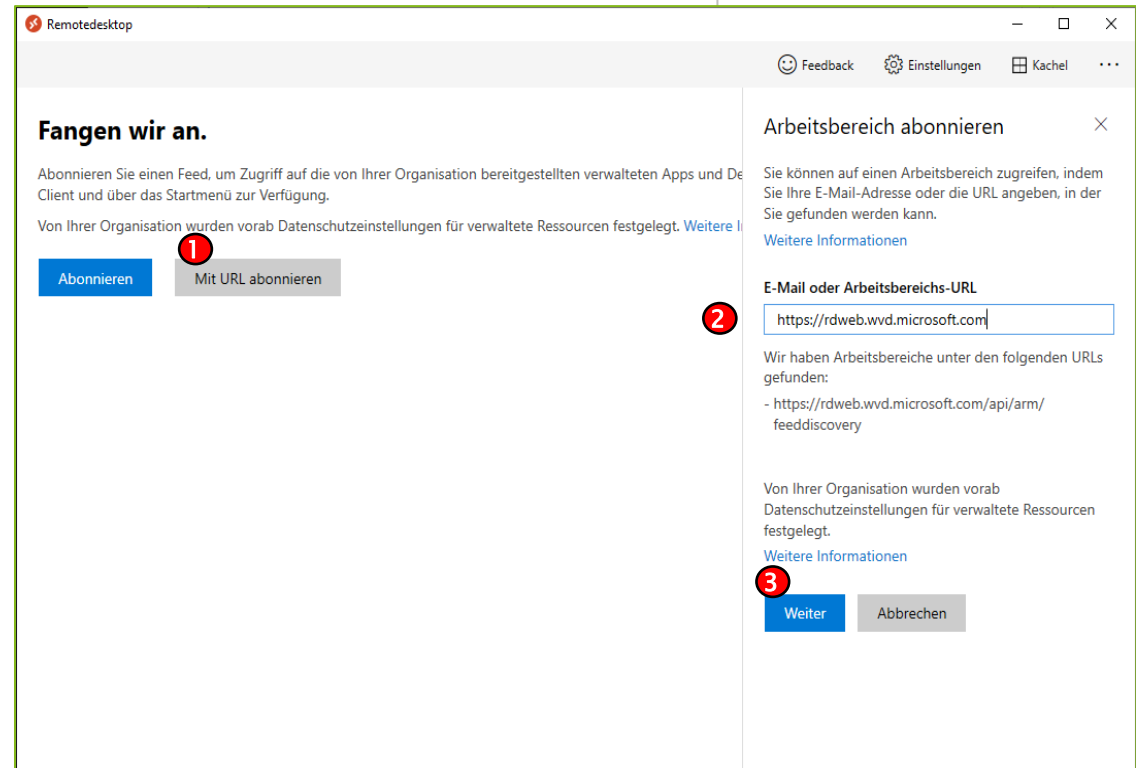 Remotedesktop
Feedback
Einstellungen
Kachel
Fangen wir an.
Abonnieren Sie einen Feed, um Zugriff auf die von Ihrer Organisation bereitgestellten verwalteten Apps und De
Client und über das Startmenü zur Verfügung.
Von Ihrer Organisation wurden vorab Datenschutzeinstellungen für verwaltete Ressourcen festgelegt. Weitere I
1
Abonnieren
Mit URL abonnieren
Arbeitsbereich abonnieren
Sie können auf einen Arbeitsbereich zugreifen, indem
Sie Ihre E-Mail-Adresse oder die URL angeben, in der
Sie gefunden werden kann.
Weitere Informationen
E-Mail oder Arbeitsbereichs-URL
2
https://rdweb.wvd.microsoft.com
Wir haben Arbeitsbereiche unter den folgenden URLs
gefunden:
- https://rdweb.wvd.microsoft.com/api/arm/
feeddiscovery
Von Ihrer Organisation wurden vorab
Datenschutzeinstellungen für verwaltete Ressourcen
festgelegt.
Weitere Informationen
3
Weiter
Abbrechen